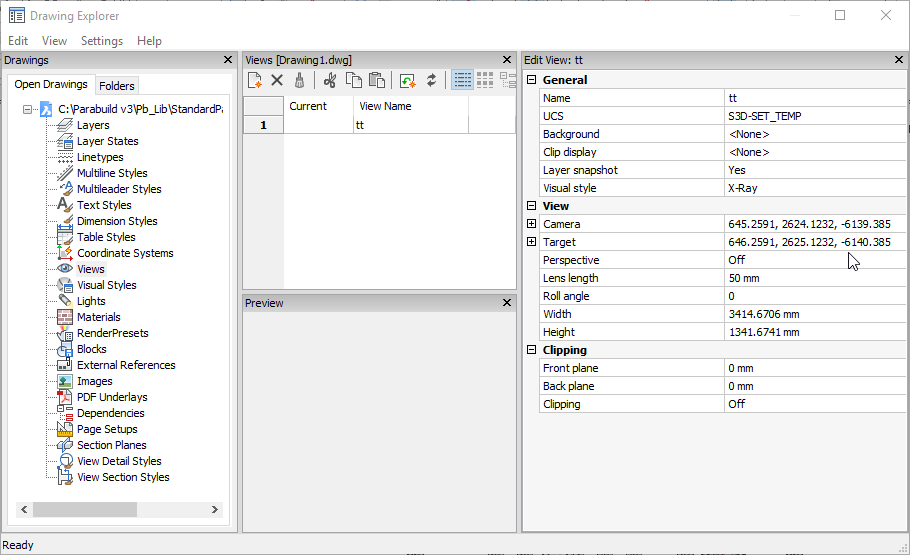 Drawing Explorer
Edit View Settings Help
Drawings
Open Drawings Folders
C:\Parabuild v3\Pb_Lib\StandardPa
Layers
Layer States
Linetypes
Multiline Styles
Multileader Styles
Text Styles
Dimension Styles
Table Styles
Coordinate Systems
Views
Visual Styles
Lights
Materials
RenderPresets
Blocks
External References
Images
PDF Underlays
Dependencies
Page Setups
Section Planes
View Detail Styles
View Section Styles
Views [Drawing1.dwg]
Current View Name
1 tt
Preview
Edit View: tt
General
Name tt
UCS S3D-SET_TEMP
Background <None>
Clip display <None>
Layer snapshot Yes
Visual style X-Ray
View
Camera 645.2591, 2624.1232, -6139.385
Target 646.2591, 2625.1232, -6140.385
Perspective Off
Lens length 50 mm
Roll angle 0
Width 3414.6706 mm
Height 1341.6741 mm
Clipping
Front plane 0 mm
Back plane 0 mm
Clipping Off
Ready